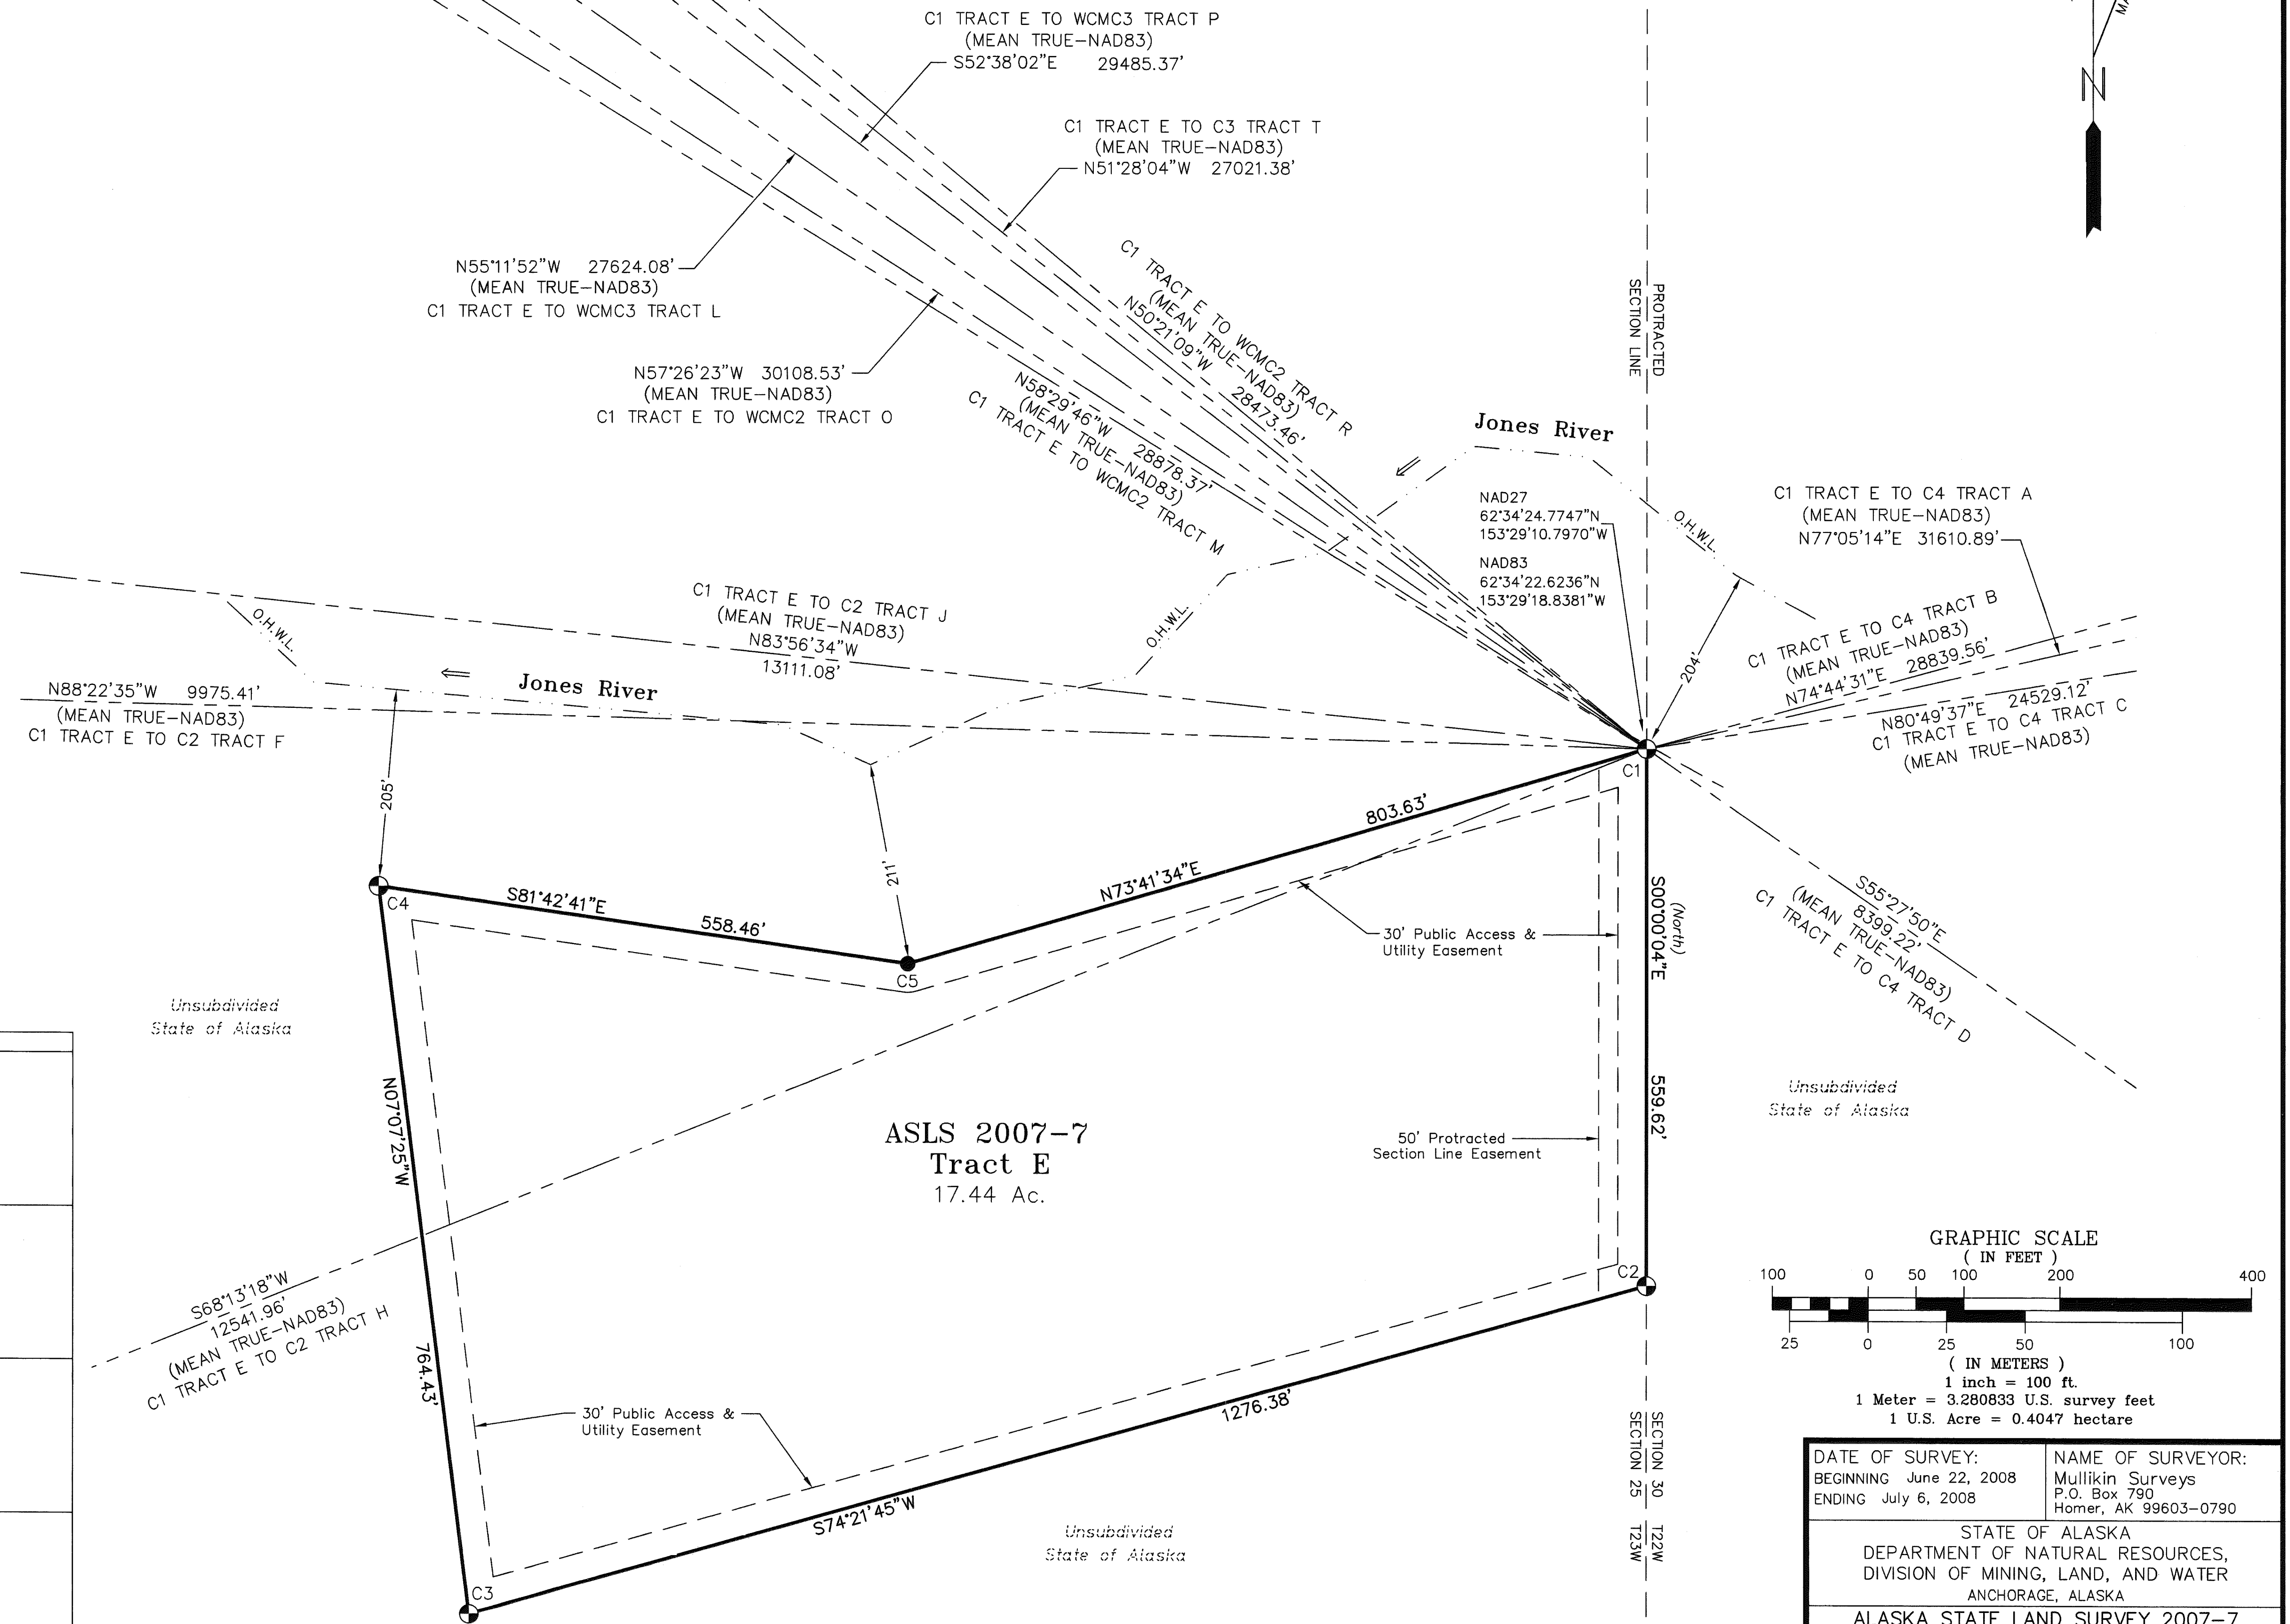 C1 TRACT E TO WCMC3 TRACT P
(MEAN TRUE-NAD83)
S52°38'02"E 29485.37'
C1 TRACT E TO C3 TRACT T
(MEAN TRUE-NAD83)
N51°28'04"W 27021.38'
N
N55°11'52"W 27624.08'
(MEAN TRUE-NAD83)
C1 TRACT E TO WCMC3 TRACT L
N57°26'23"W 30108.53'
(MEAN TRUE-NAD83)
C1 TRACT E TO WCMC2 TRACT O
C1 TRACT E TO WCMC2 TRACT R
(MEAN TRUE-NAD83)
N50°21'09"W 28473.46'
N58°29'46"W 28878.37'
(MEAN TRUE-NAD83)
C1 TRACT E TO WCMC2 TRACT M
PROTRACTED
SECTION LINE
Jones River
NAD27
62°34'24.7747"N
153°29'10.7970"W
NAD83
62°34'22.6236"N
153°29'18.8381"W
O.H.W.L.
204'
C1 TRACT E TO C4 TRACT A
(MEAN TRUE-NAD83)
N77°05'14"E 31610.89'
C1 TRACT E TO C4 TRACT B
(MEAN TRUE-NAD83)
N74°44'31"E 28839.56'
N80°49'37"E 24529.12'
C1 TRACT E TO C4 TRACT C
(MEAN TRUE-NAD83)
C1 TRACT E TO C2 TRACT J
(MEAN TRUE-NAD83)
N83°56'34"W
13111.08'
O.H.W.L.
O.H.W.L.
Jones River
N88°22'35"W 9975.41'
(MEAN TRUE-NAD83)
C1 TRACT E TO C2 TRACT F
205'
211'
C1
803.63'
N73°41'34"E
C4
S81°42'41"E
558.46'
C5
30' Public Access &
Utility Easement
S00°00'04"E
(North)
559.62'
S55°27'50"E
8399.22'
(MEAN TRUE-NAD83)
C1 TRACT E TO C4 TRACT D
Unsubdivided
State of Alaska
Unsubdivided
State of Alaska
N07°07'25"W
764.43'
ASLS 2007-7
Tract E
17.44 Ac.
50' Protracted
Section Line Easement
S68°13'18"W
12541.96'
(MEAN TRUE-NAD83)
C1 TRACT E TO C2 TRACT H
C2
30' Public Access &
Utility Easement
1276.38'
S74°21'45"W
C3
Unsubdivided
State of Alaska
SECTION 30 T22W
SECTION 25 T23W
GRAPHIC SCALE
( IN FEET )
100 0 50 100 200 400
25 0 25 50 100
( IN METERS )
1 inch = 100 ft.
1 Meter = 3.280833 U.S. survey feet
1 U.S. Acre = 0.4047 hectare
DATE OF SURVEY:
BEGINNING June 22, 2008
ENDING July 6, 2008
NAME OF SURVEYOR:
Mullikin Surveys
P.O. Box 790
Homer, AK 99603-0790
STATE OF ALASKA
DEPARTMENT OF NATURAL RESOURCES,
DIVISION OF MINING, LAND, AND WATER
ANCHORAGE, ALASKA
ALASKA STATE LAND SURVEY 2007-7